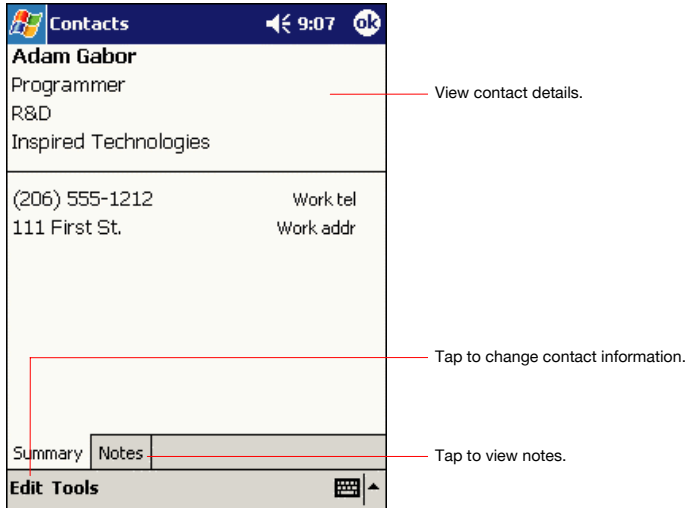 Contacts 9:07 ok
Adam Gabor
Programmer
View contact details.
R&D
Inspired Technologies
(206) 555-1212 Work tel
111 First St. Work addr
Tap to change contact information.
Summary Notes
Tap to view notes.
Edit Tools